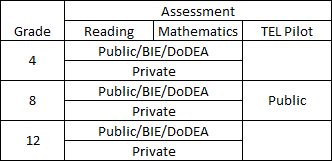 Assessment
Grade Reading Mathematics TEL Pilot
4 Public/BIE/DoDEA
Private
8 Public/BIE/DoDEA Public
Private
12 Public/BIE/DoDEA
Private